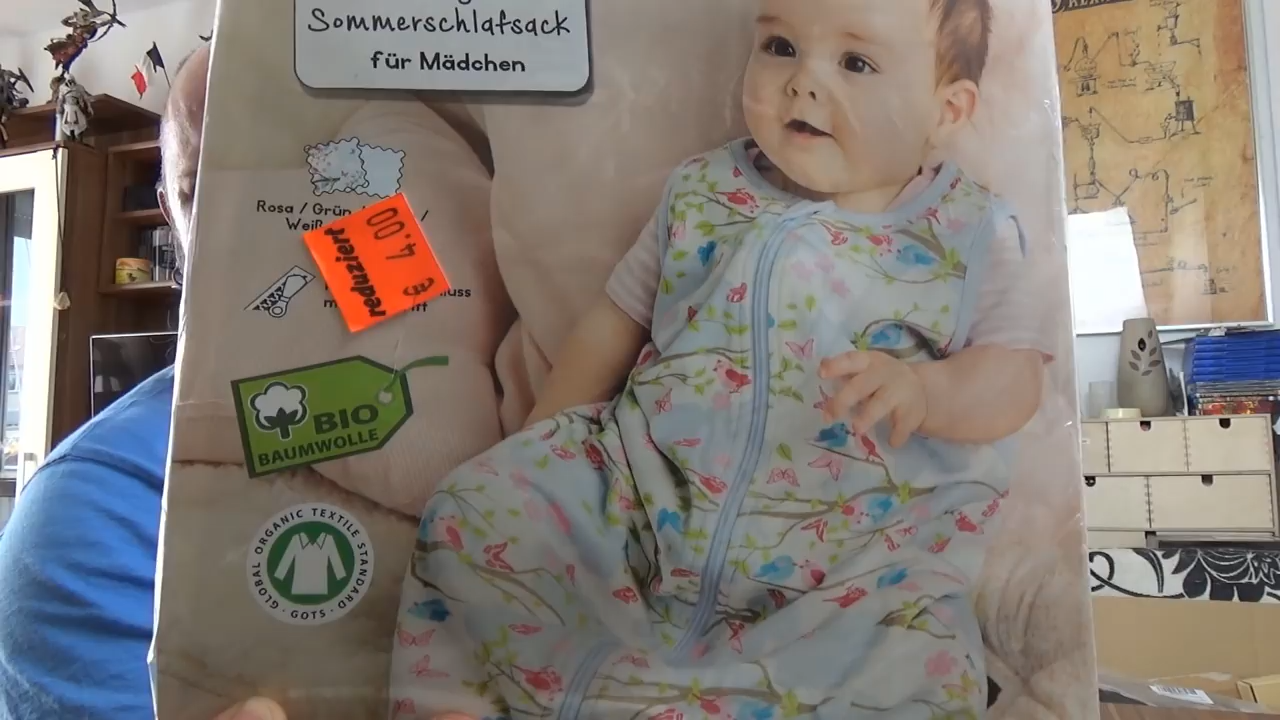 Sommerschlafsack
für Mädchen
Rosa / Grün /
Weiß
reduziert
4.00
€
BIO
BAUMWOLLE
GLOBAL ORGANIC TEXTILE STANDARD
· GOTS ·